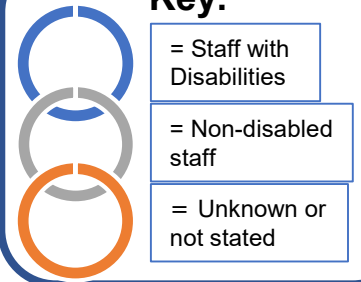 Key:
= Staff with
Disabilities
= Non-disabled
staff
= Unknown or
not stated